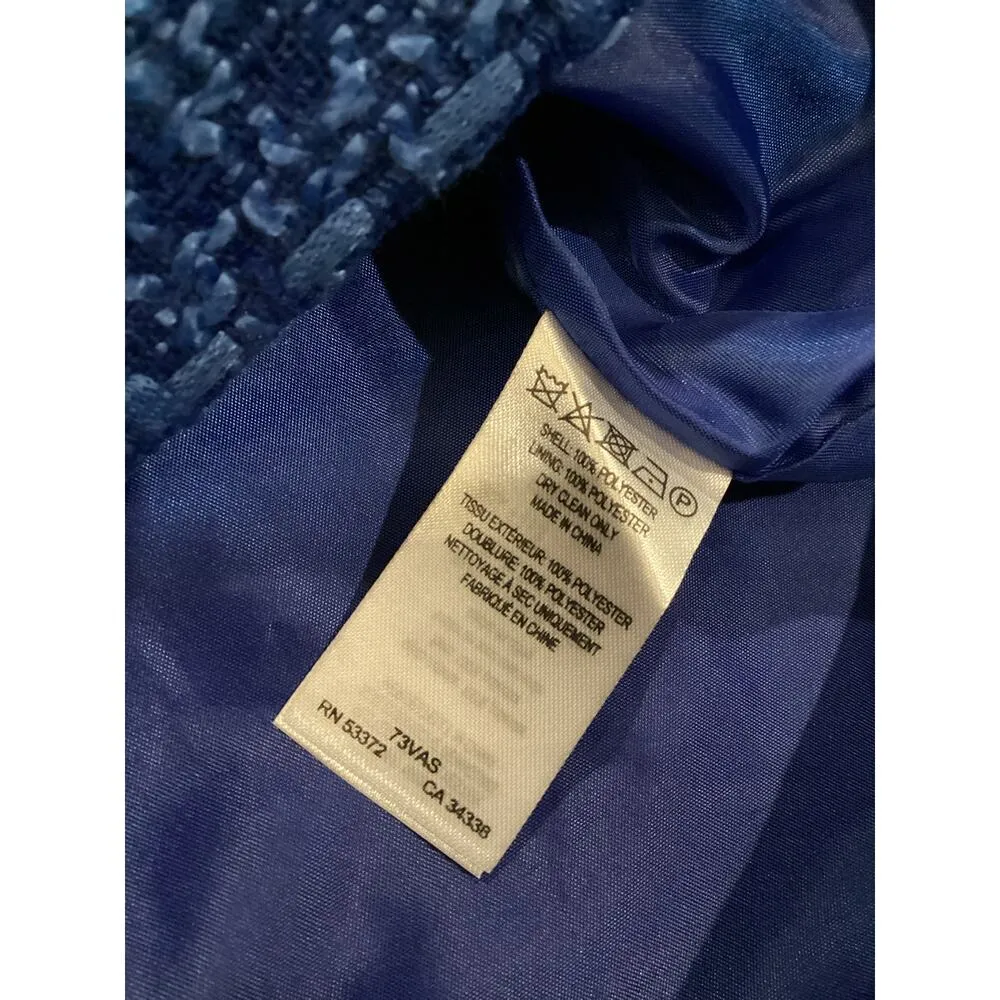 P
SHELL: 100% POLYESTER
LINING: 100% POLYESTER
DRY CLEAN ONLY
MADE IN CHINA
TISSU EXTÉRIEUR: 100% POLYESTER
DOUBLURE: 100% POLYESTER
NETTOYAGE À SEC UNIQUEMENT
FABRIQUÉ EN CHINE
73VAS
RN 53372 CA 34338